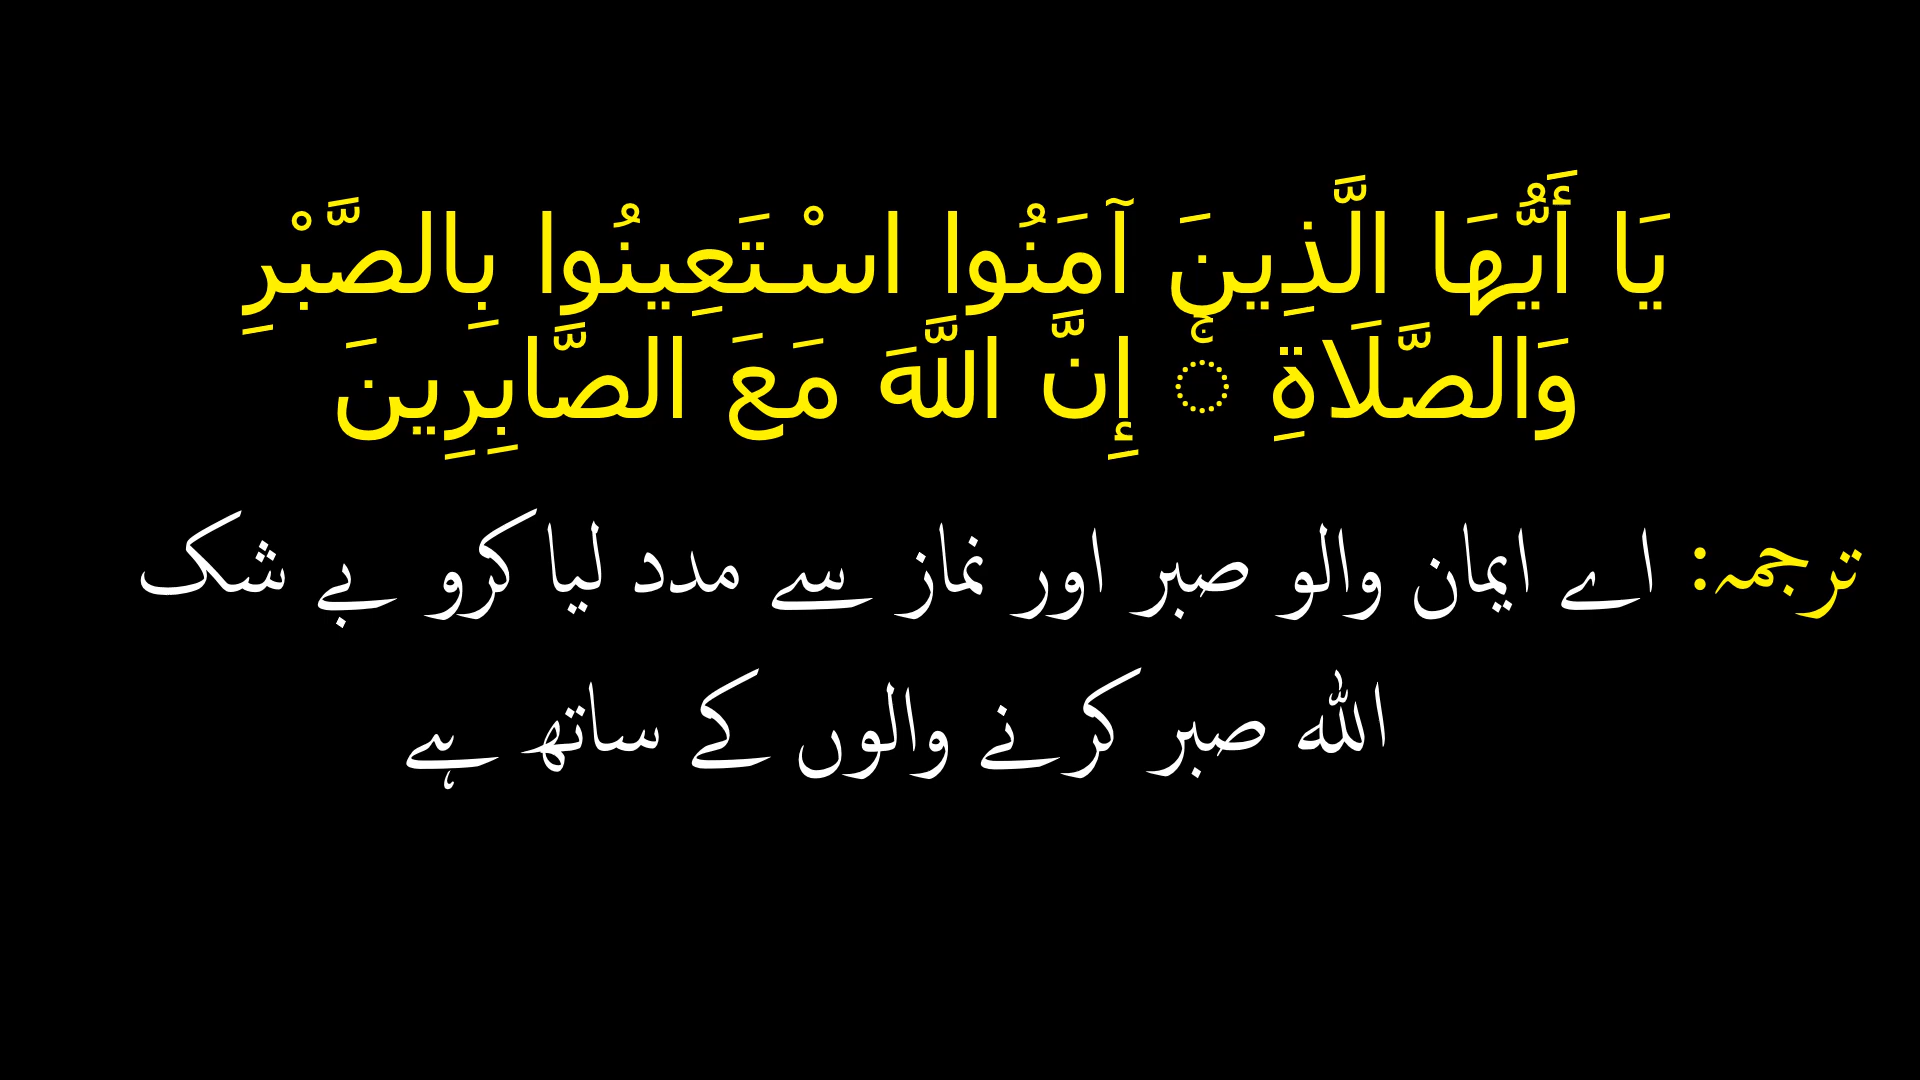 يَا أَيُّهَا الَّذِينَ آمَنُوا اسْتَعِينُوا بِالصَّبْرِ
وَالصَّلَاةِ ۚ إِنَّ اللَّهَ مَعَ الصَّابِرِينَ
ترجمہ: اے ایمان والو صبر اور نماز سے مدد لیا کرو بے شک
اللہ صبر کرنے والوں کے ساتھ ہے